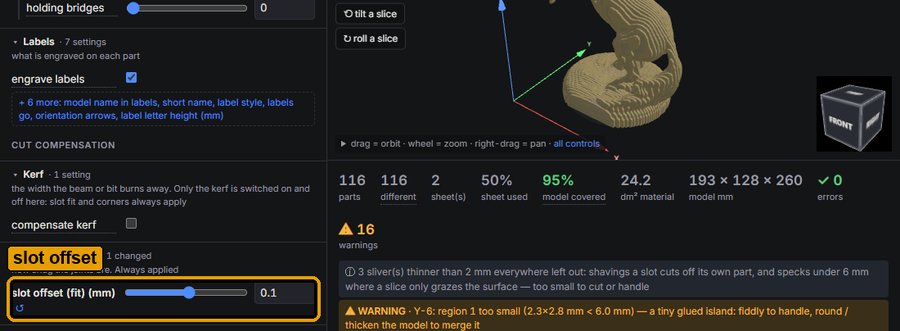 holding bridges
0
Labels · 7 settings
what is engraved on each part
engrave labels
+ 6 more: model name in labels, short name, label style, labels
go, orientation arrows, label letter height (mm)
CUT COMPENSATION
Kerf · 1 setting
the width the beam or bit burns away. Only the kerf is switched on and
off here: slot fit and corners always apply
compensate kerf
slot offset
1 changed
Always applied
slot offset (fit) (mm)
0.1
tilt a slice
roll a slice
Y
X
FRONT
drag = orbit · wheel = zoom · right-drag = pan · all controls
116
parts
116
different
2
sheet(s)
50%
sheet used
95%
model covered
24.2
dm² material
193 × 128 × 260
model mm
✓ 0
errors
16
warnings
ⓘ 3 sliver(s) thinner than 2 mm everywhere left out: shavings a slot cuts off its own part, and specks under 6 mm
where a slice only grazes the surface — too small to cut or handle
WARNING · Y-6: region 1 too small (2.3×2.8 mm < 6.0 mm) — a tiny glued island: fiddly to handle, round /
thicken the model to merge it